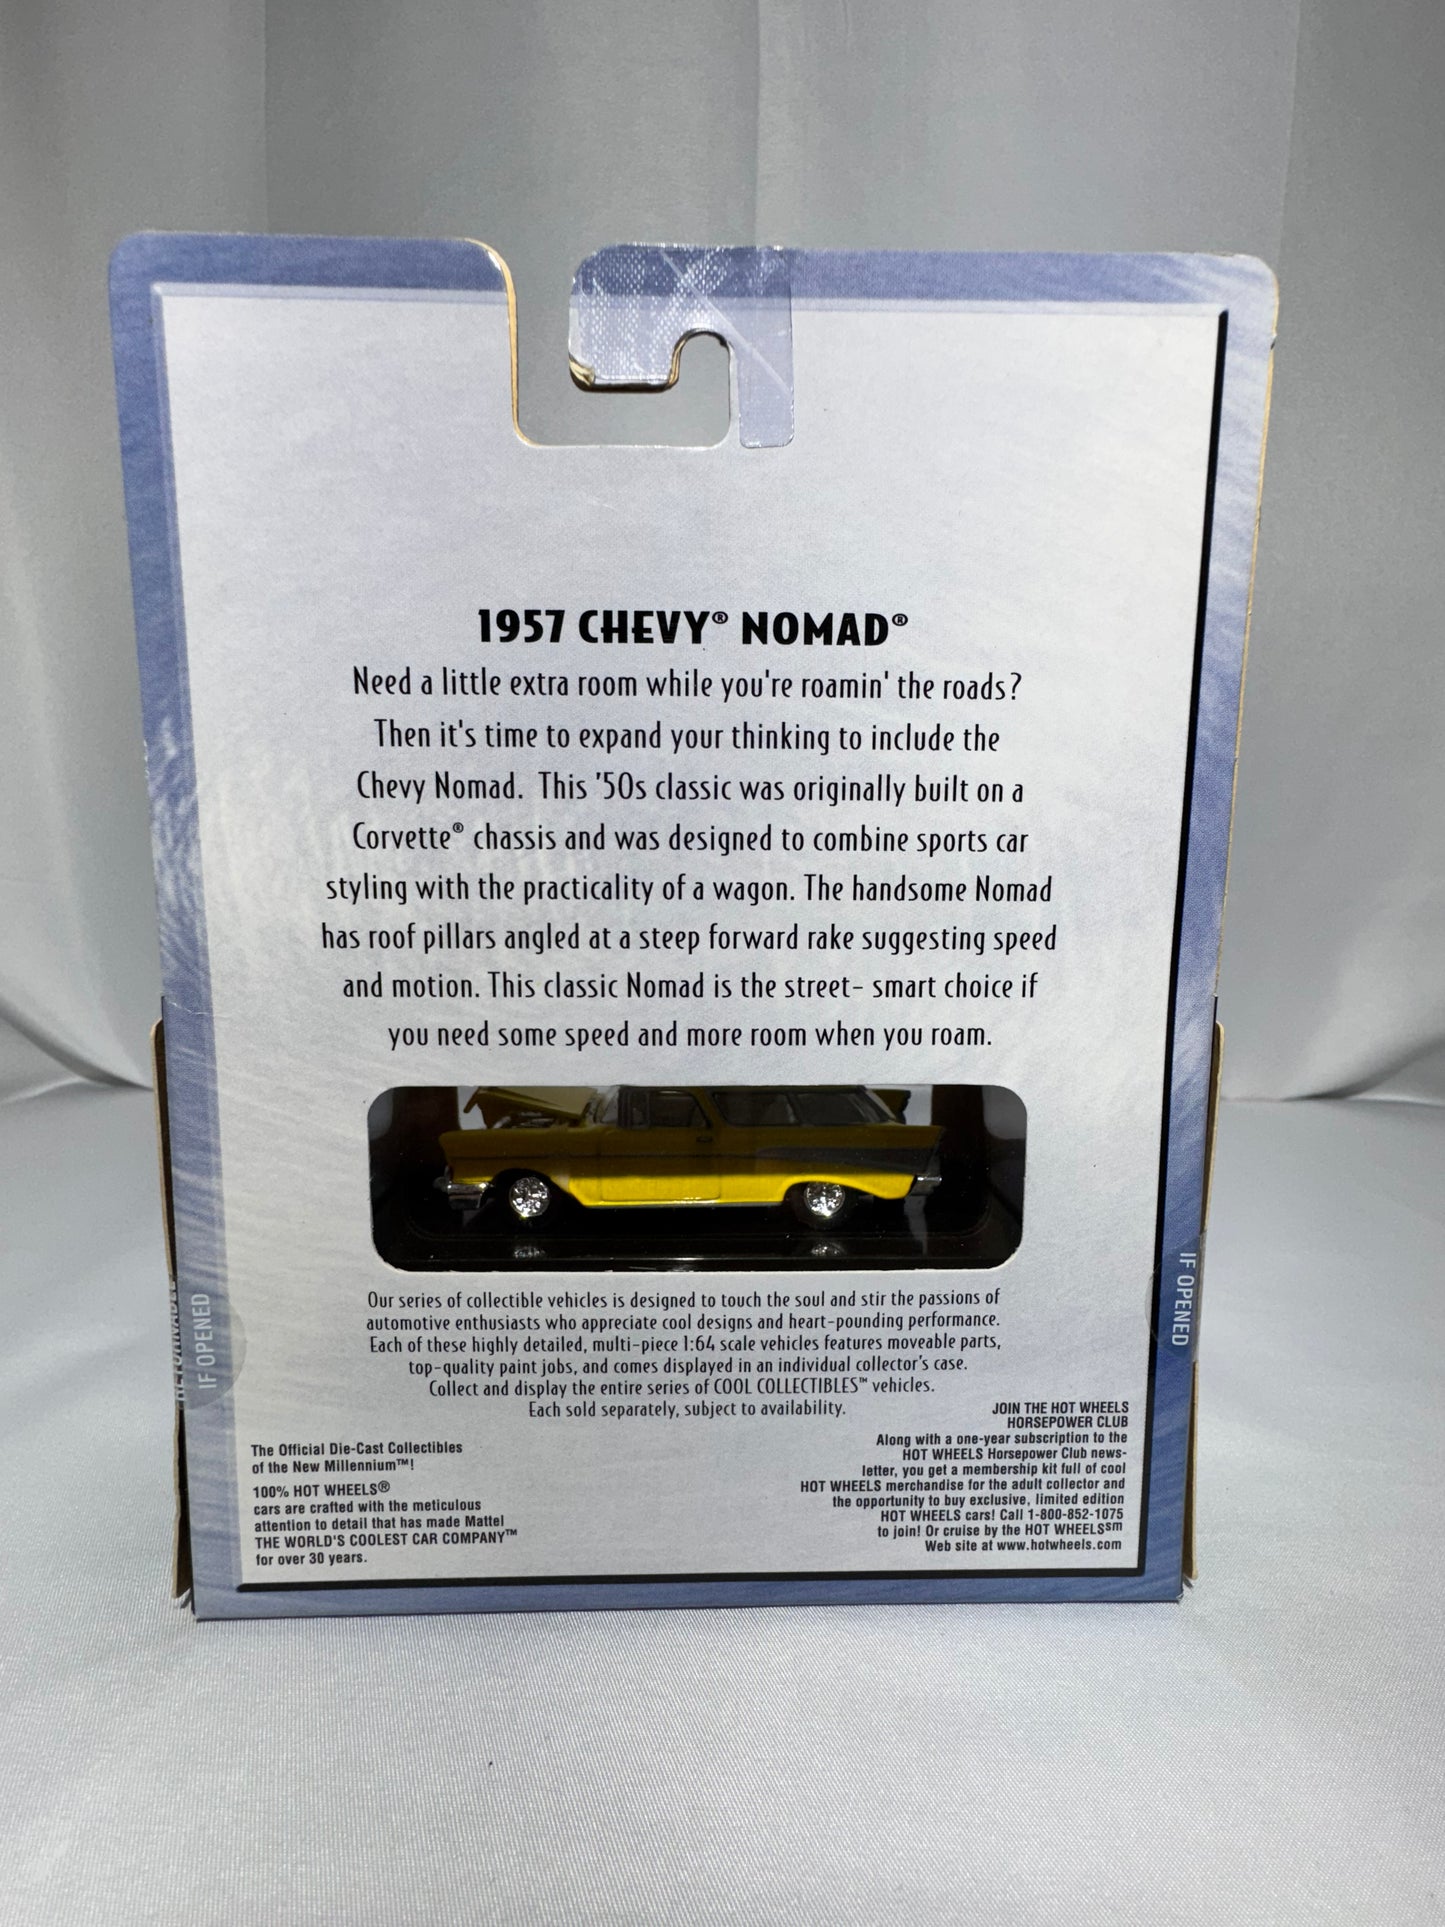 1957 CHEVY® NOMAD®
Need a little extra room while you're roamin' the roads?
Then it's time to expand your thinking to include the
Chevy Nomad. This '50s classic was originally built on a
Corvette® chassis and was designed to combine sports car
styling with the practicality of a wagon. The handsome Nomad
has roof pillars angled at a steep forward rake suggesting speed
and motion. This classic Nomad is the street- smart choice if
you need some speed and more room when you roam.
Our series of collectible vehicles is designed to touch the soul and stir the passions of
automotive enthusiasts who appreciate cool designs and heart-pounding performance.
Each of these highly detailed, multi-piece 1:64 scale vehicles features moveable parts,
top-quality paint jobs, and comes displayed in an individual collector's case.
Collect and display the entire series of COOL COLLECTIBLES™ vehicles.
Each sold separately, subject to availability.
The Official Die-Cast Collectibles
of the New Millennium™!
100% HOT WHEELS®
cars are crafted with the meticulous
attention to detail that has made Mattel
THE WORLD'S COOLEST CAR COMPANY™
for over 30 years.
JOIN THE HOT WHEELS
HORSEPOWER CLUB
Along with a one-year subscription to the
HOT WHEELS Horsepower Club news-
letter, you get a membership kit full of cool
HOT WHEELS merchandise for the adult collector and
the opportunity to buy exclusive, limited edition
HOT WHEELS cars! Call 1-800-852-1075
to join! Or cruise by the HOT WHEELSsm
Web site at www.hotwheels.com
IF OPENED
IF OPENED